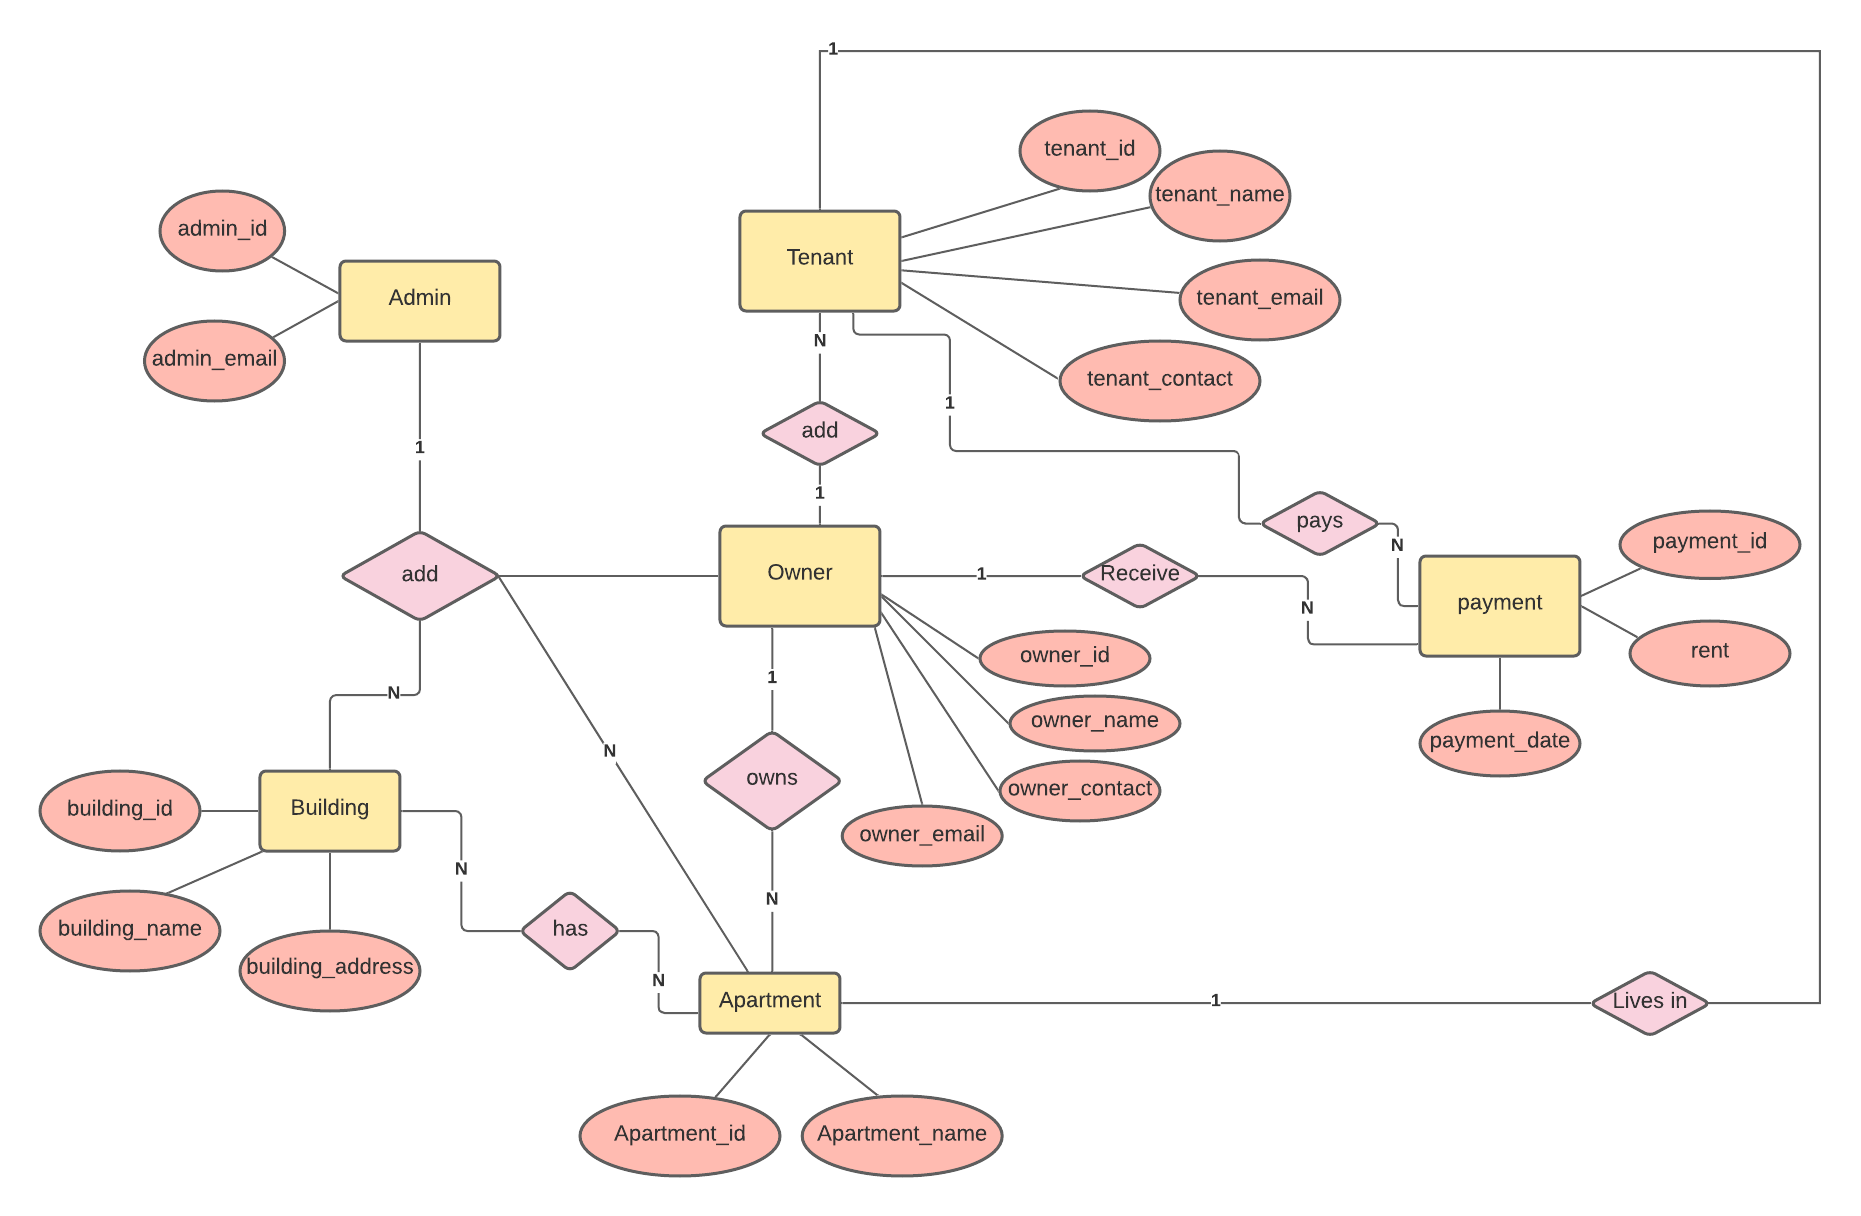 1
tenant_id
tenant_name
admin_id
Tenant
Admin
tenant_email
N
admin_email
tenant_contact
1
add
1
1
pays
N
payment_id
add
Owner
1
Receive
N
payment
rent
owner_id
1
N
owner_name
payment_date
N
owns
owner_contact
building_id
Building
owner_email
N
N
building_name
has
building_address
N
Apartment
1
Lives in
Apartment_id
Apartment_name